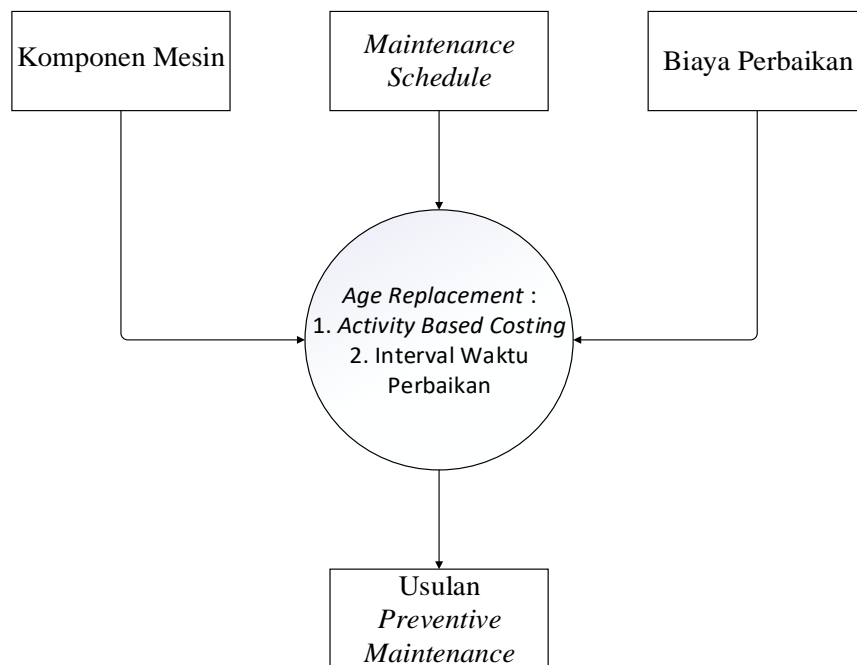 Komponen Mesin
Maintenance
Schedule
Biaya Perbaikan
Age Replacement :
1. Activity Based Costing
2. Interval Waktu
Perbaikan
Usulan
Preventive
Maintenance